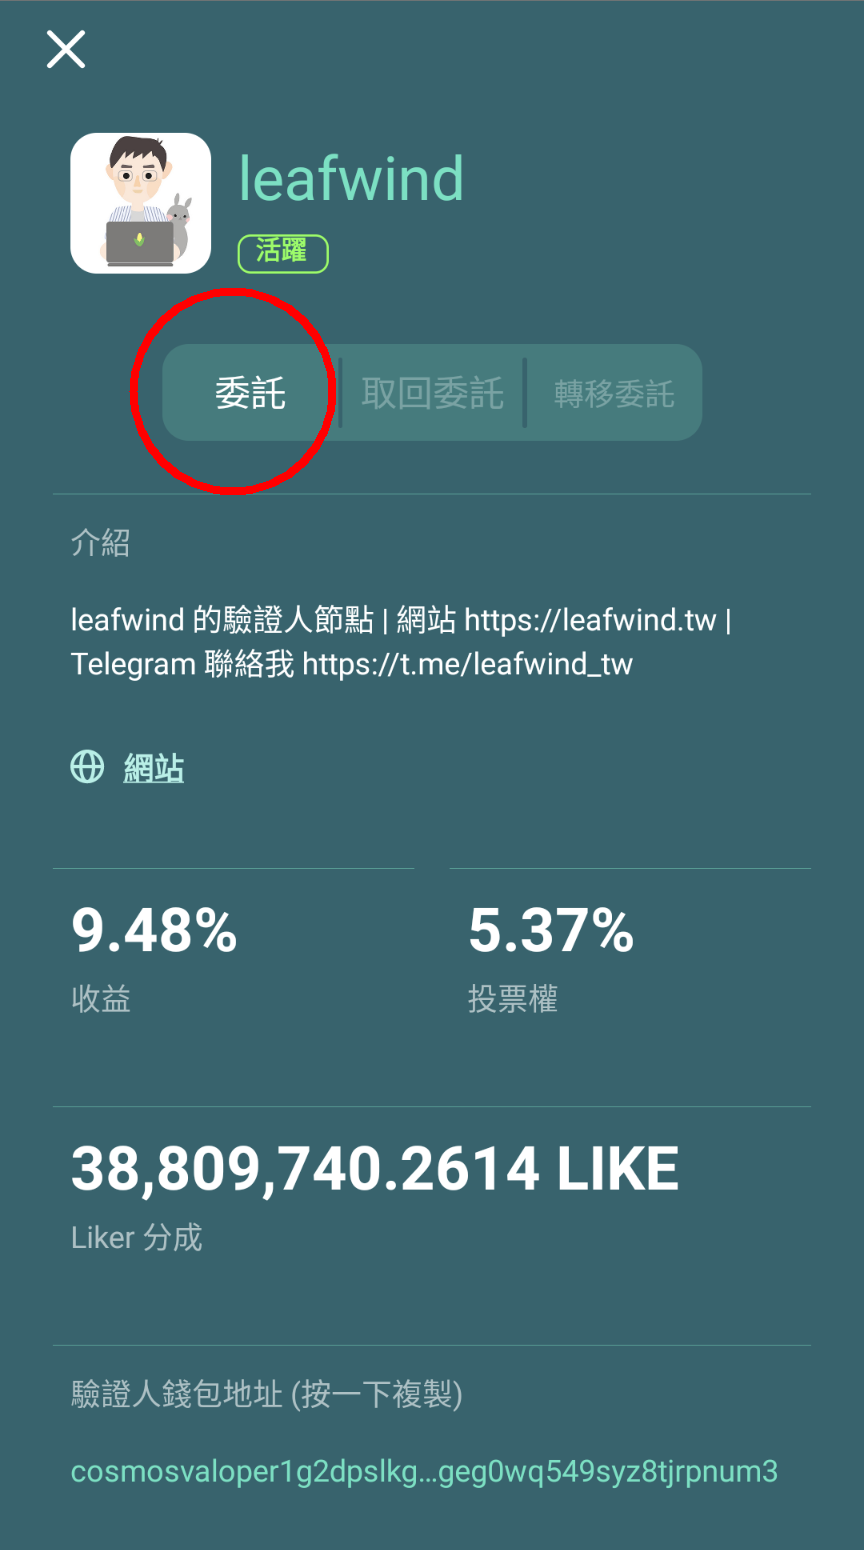 leafwind
活躍
委託
取回委託
轉移委託
介紹
leafwind 的驗證人節點 | 網站 https://leafwind.tw |
Telegram 聯絡我 https://t.me/leafwind_tw
網站
9.48%
5.37%
收益
投票權
38,809,740.2614 LIKE
Liker 分成
驗證人錢包地址 (按一下複製)
cosmosvaloper1g2dpslkg…geg0wq549syz8tjrpnum3